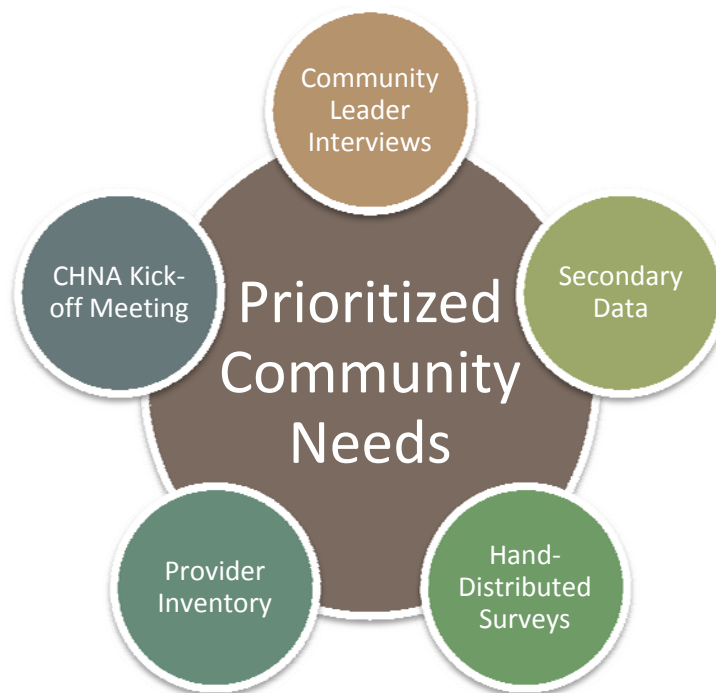 Community
Leader
Interviews
CHNA Kick-
off Meeting
Prioritized
Community
Needs
Secondary
Data
Provider
Inventory
Hand-
Distributed
Surveys